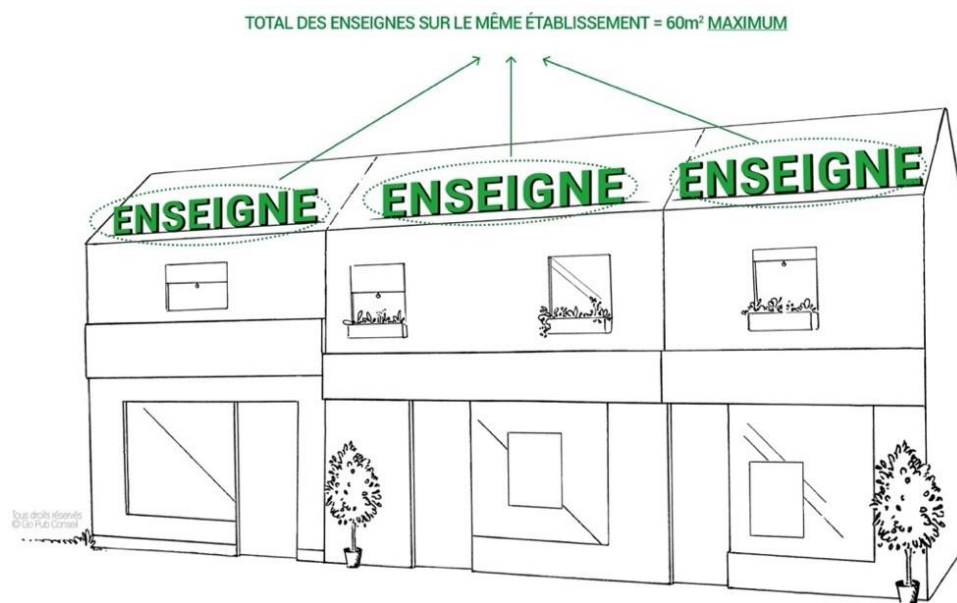 TOTAL DES ENSEIGNES SUR LE MÊME ÉTABLISSEMENT = 60m² MAXIMUM
ENSEIGNE
ENSEIGNE
ENSEIGNE
Tous droits réservés
© Go Pub Conseil